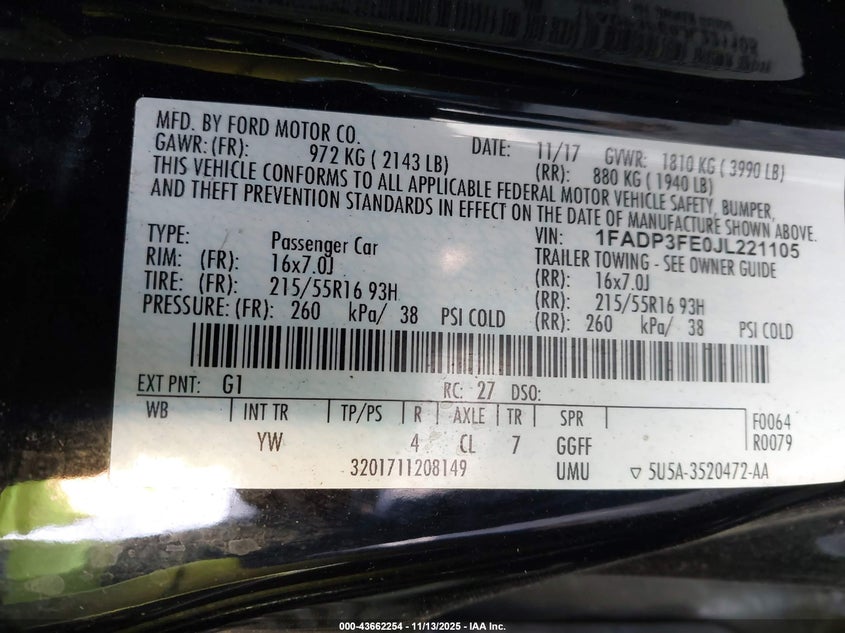 MFD. BY FORD MOTOR CO. DATE: 11/17 GVWR: 1810 KG ( 3990 LB)
GAWR: (FR): 972 KG ( 2143 LB) (RR): 880 KG ( 1940 LB)
THIS VEHICLE CONFORMS TO ALL APPLICABLE FEDERAL MOTOR VEHICLE SAFETY, BUMPER,
AND THEFT PREVENTION STANDARDS IN EFFECT ON THE DATE OF MANUFACTURE SHOWN ABOVE.
VIN: 1FADP3FE0JL221105
TYPE: Passenger Car TRAILER TOWING - SEE OWNER GUIDE
RIM: (FR): 16x7.0J (RR): 16x7.0J
TIRE: (FR): 215/55R16 93H (RR): 215/55R16 93H
PRESSURE: (FR): 260 kPa/ 38 PSI COLD (RR): 260 kPa/ 38 PSI COLD
EXT PNT: G1 RC: 27 DSO:
WB INT TR TP/PS R AXLE TR SPR F0064
YW 4 CL 7 GGFF R0079
3201711208149 UMU ▽ 5U5A-3520472-AA
000-43662254 - 11/13/2025 - IAA Inc.